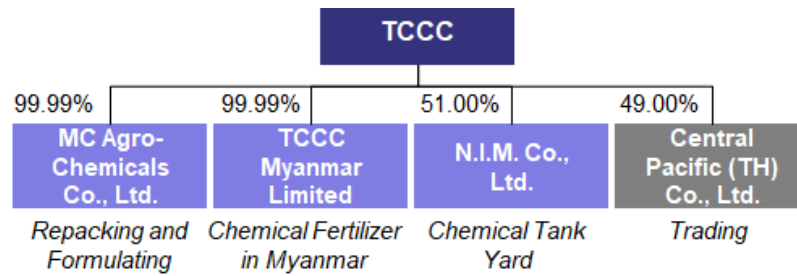 TCCC
99.99%
99.99%
51.00%
49.00%
MC Agro-
Chemicals
Co., Ltd.
TCCC
Myanmar
Limited
N.I.M. Co.,
Ltd.
Central
Pacific (TH)
Co., Ltd.
Repacking and
Formulating
Chemical Fertilizer
in Myanmar
Chemical Tank
Yard
Trading